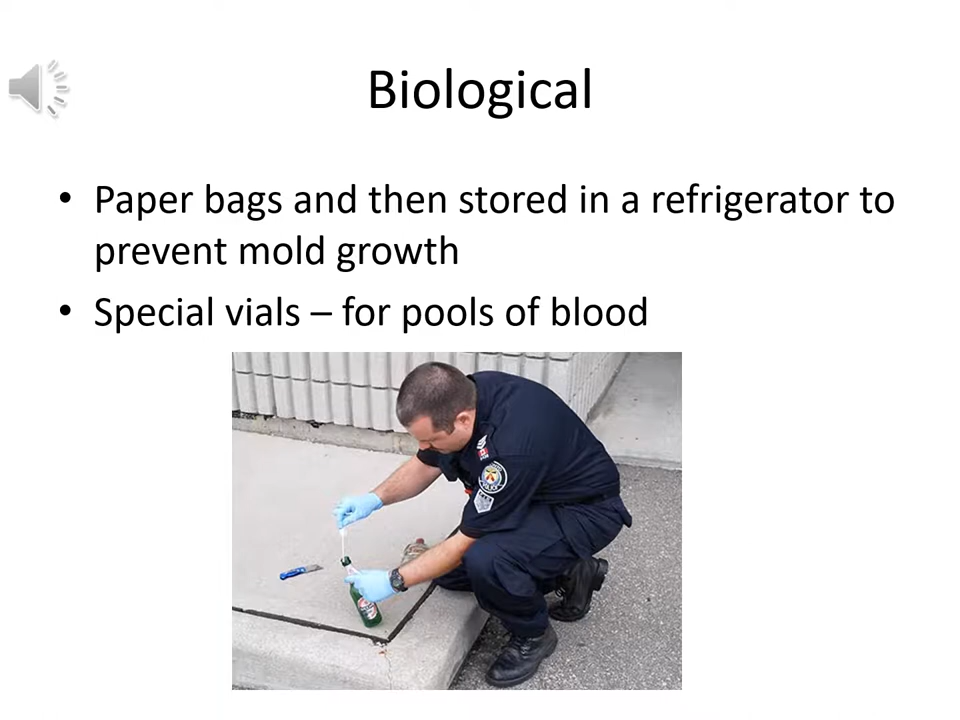 Biological
• Paper bags and then stored in a refrigerator to
prevent mold growth
• Special vials – for pools of blood